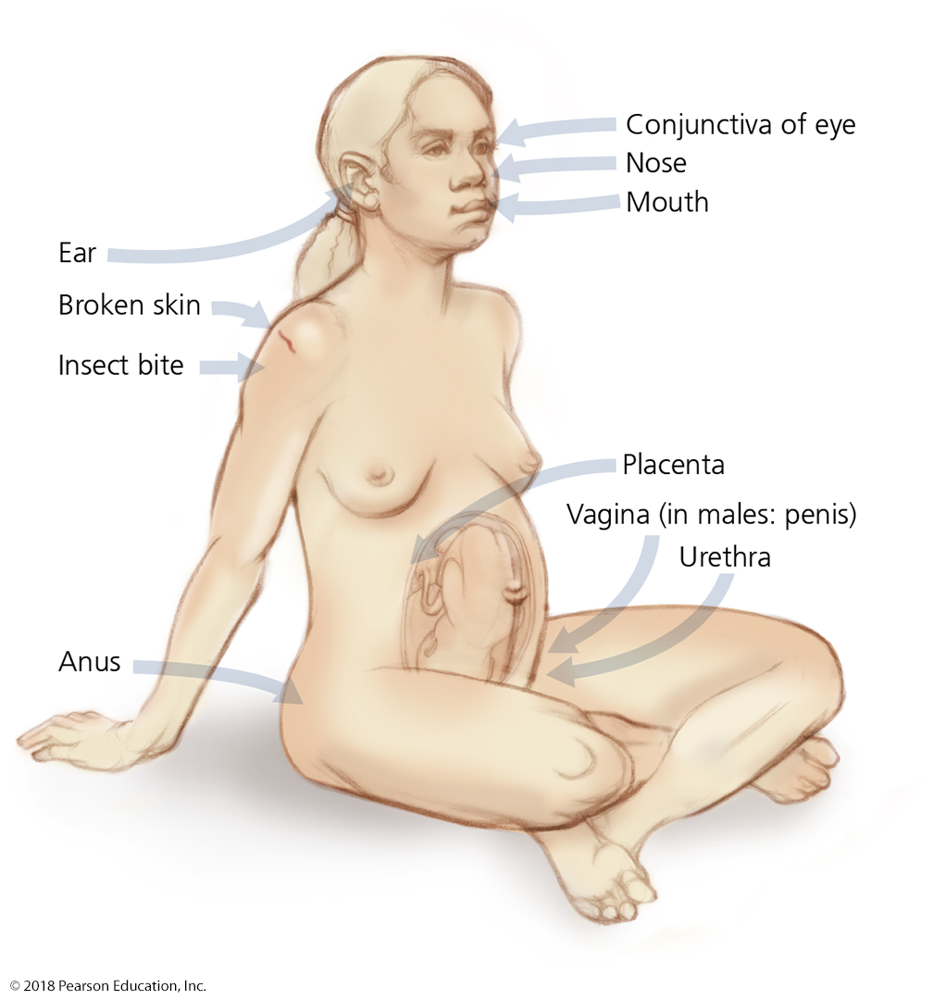 Conjunctiva of eye
Nose
Mouth
Ear
Broken skin
Insect bite
Placenta
Vagina (in males: penis)
Urethra
Anus
© 2018 Pearson Education, Inc.